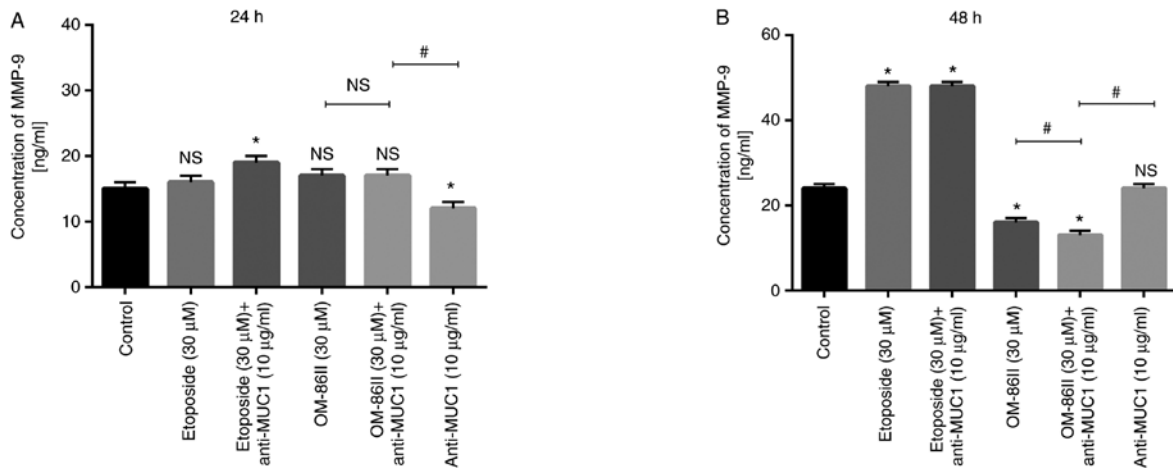 A
24 h
Concentration of MMP-9
[ng/ml]
40
30
20
10
0
NS
*
NS
NS
*
NS
#
Control
Etoposide (30 μM)
Etoposide (30 μM)+
anti-MUC1 (10 μg/ml)
OM-86II (30 μM)
OM-86II (30 μM)+
anti-MUC1 (10 μg/ml)
Anti-MUC1 (10 μg/ml)
B
48 h
Concentration of MMP-9
[ng/ml]
60
40
20
0
*
*
*
*
NS
#
#
Control
Etoposide (30 μM)
Etoposide (30 μM)+
anti-MUC1 (10 μg/ml)
OM-86II (30 μM)
OM-86II (30 μM)+
anti-MUC1 (10 μg/ml)
Anti-MUC1 (10 μg/ml)